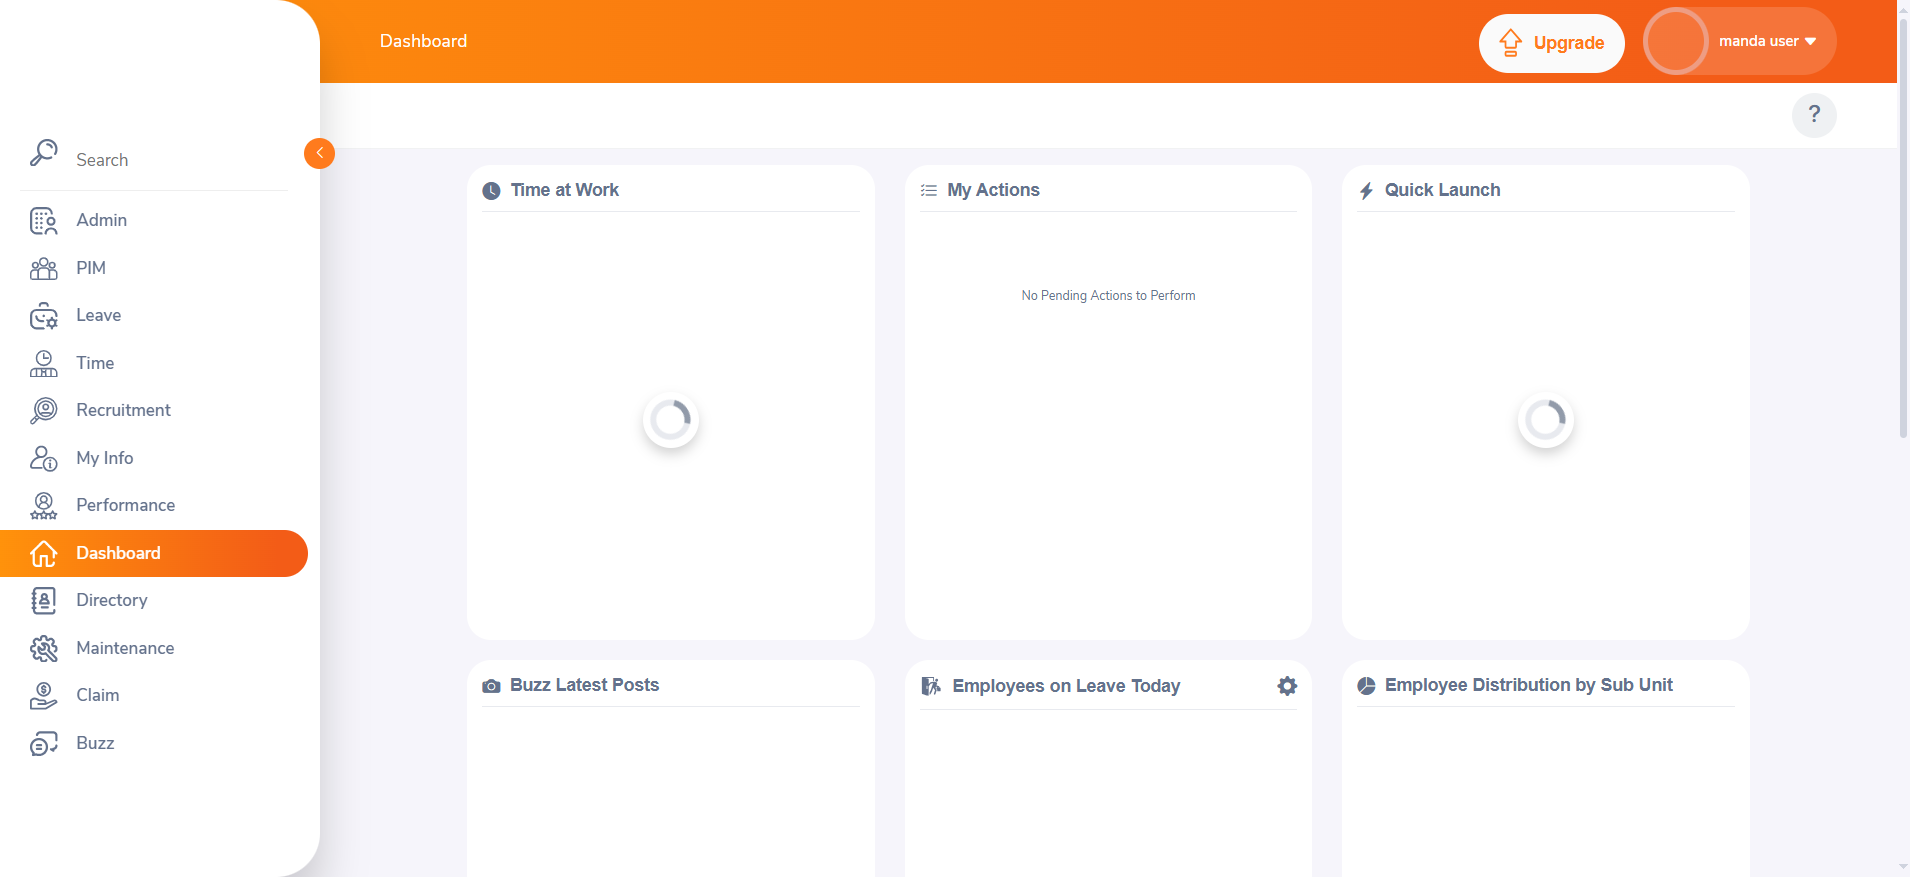 Dashboard
Upgrade
manda user
?
Search
Admin
PIM
Leave
Time
Recruitment
My Info
Performance
Dashboard
Directory
Maintenance
Claim
Buzz
Time at Work
My Actions
No Pending Actions to Perform
Quick Launch
Buzz Latest Posts
Employees on Leave Today
Employee Distribution by Sub Unit